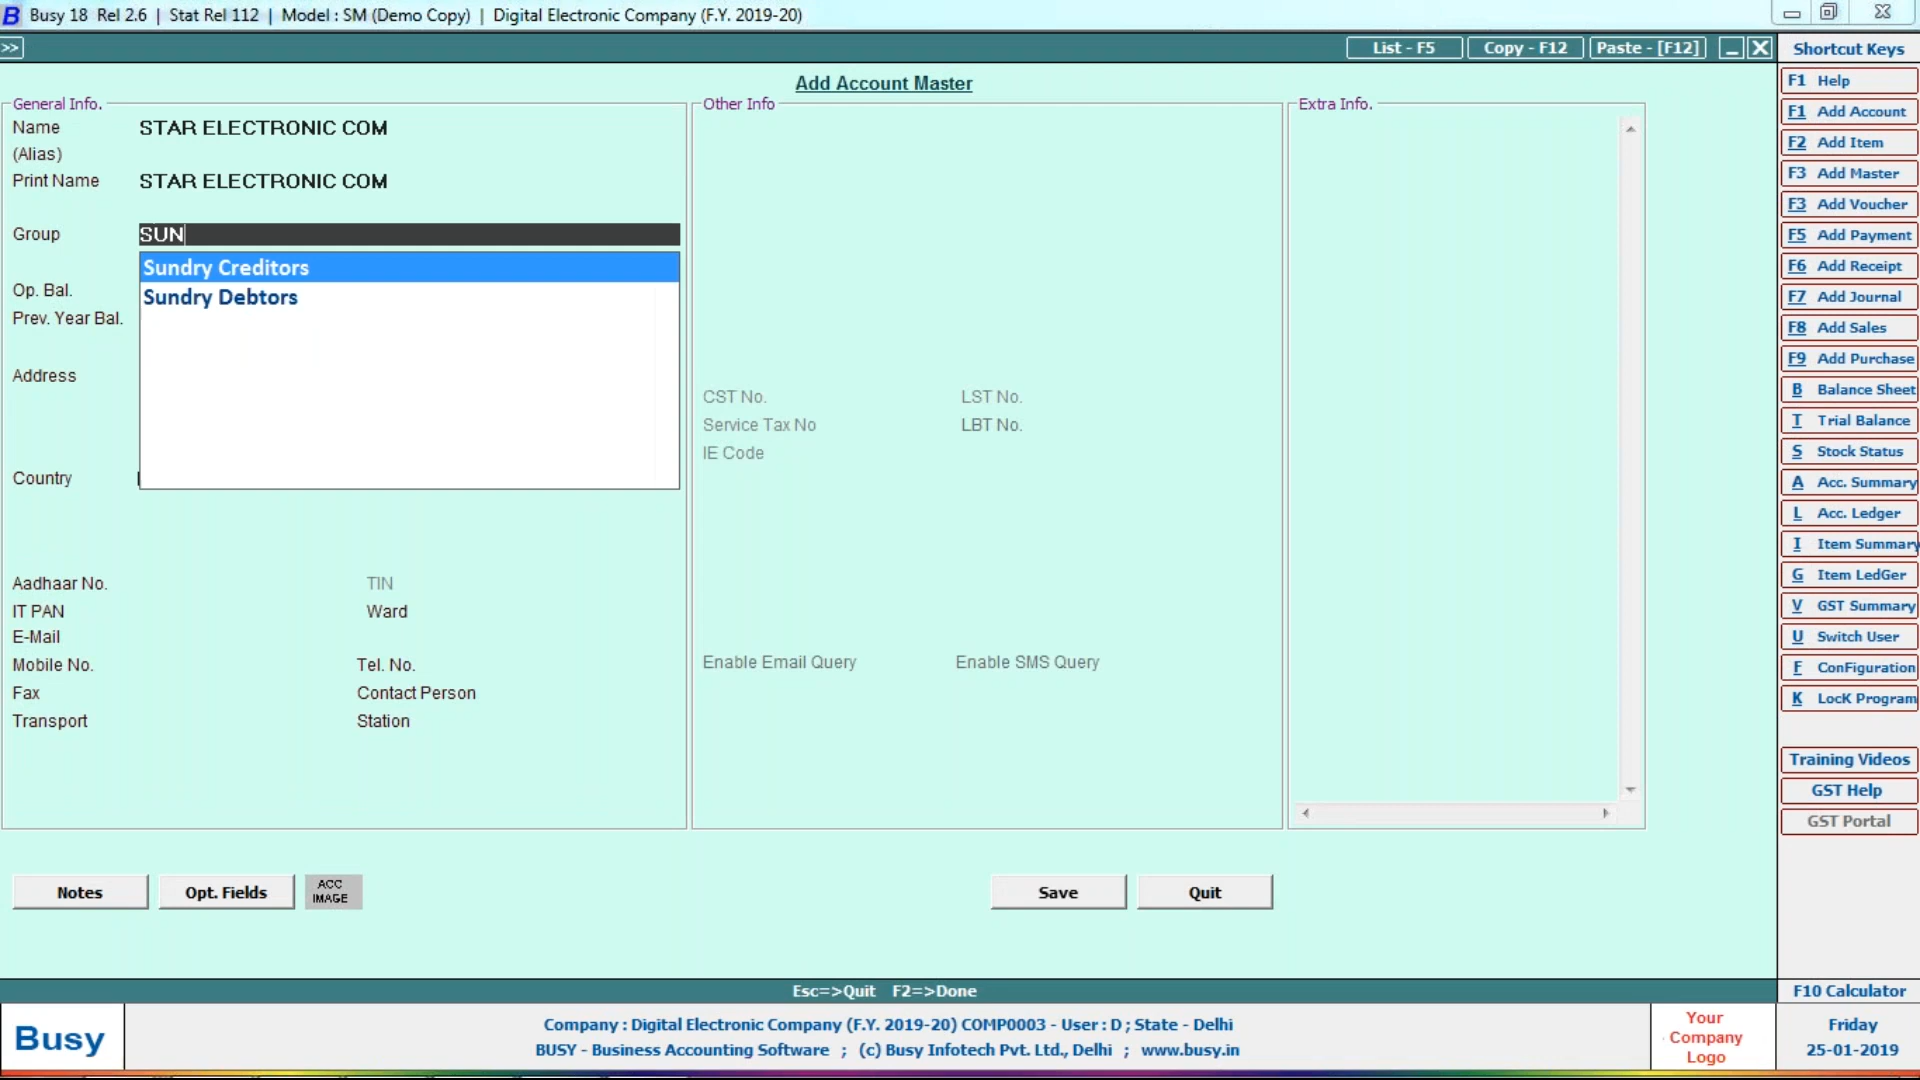 B Busy 18 Rel 2.6 | Stat Rel 112 | Model : SM (Demo Copy) | Digital Electronic Company (F.Y. 2019-20)
>> List - F5 Copy - F12 Paste - [F12] Shortcut Keys
Add Account Master
General Info. Other Info Extra Info.
Name STAR ELECTRONIC COM
(Alias)
Print Name STAR ELECTRONIC COM
Group SUN
Sundry Creditors
Sundry Debtors
Op. Bal.
Prev. Year Bal.
Address
Country
Aadhaar No. TIN
IT PAN Ward
E-Mail
Mobile No. Tel. No.
Fax Contact Person
Transport Station
CST No. LST No.
Service Tax No LBT No.
IE Code
Enable Email Query Enable SMS Query
Notes Opt. Fields ACC IMAGE Save Quit
F1 Help
F1 Add Account
F2 Add Item
F3 Add Master
F3 Add Voucher
F5 Add Payment
F6 Add Receipt
F7 Add Journal
F8 Add Sales
F9 Add Purchase
B Balance Sheet
T Trial Balance
S Stock Status
A Acc. Summary
L Acc. Ledger
I Item Summary
G Item LedGer
V GST Summary
U Switch User
F ConFiguration
K LocK Program
Training Videos
GST Help
GST Portal
Esc=>Quit F2=>Done F10 Calculator
Busy
Company : Digital Electronic Company (F.Y. 2019-20) COMP0003 - User : D ; State - Delhi
BUSY - Business Accounting Software ; (c) Busy Infotech Pvt. Ltd., Delhi ; www.busy.in
Your
Company
Logo
Friday
25-01-2019